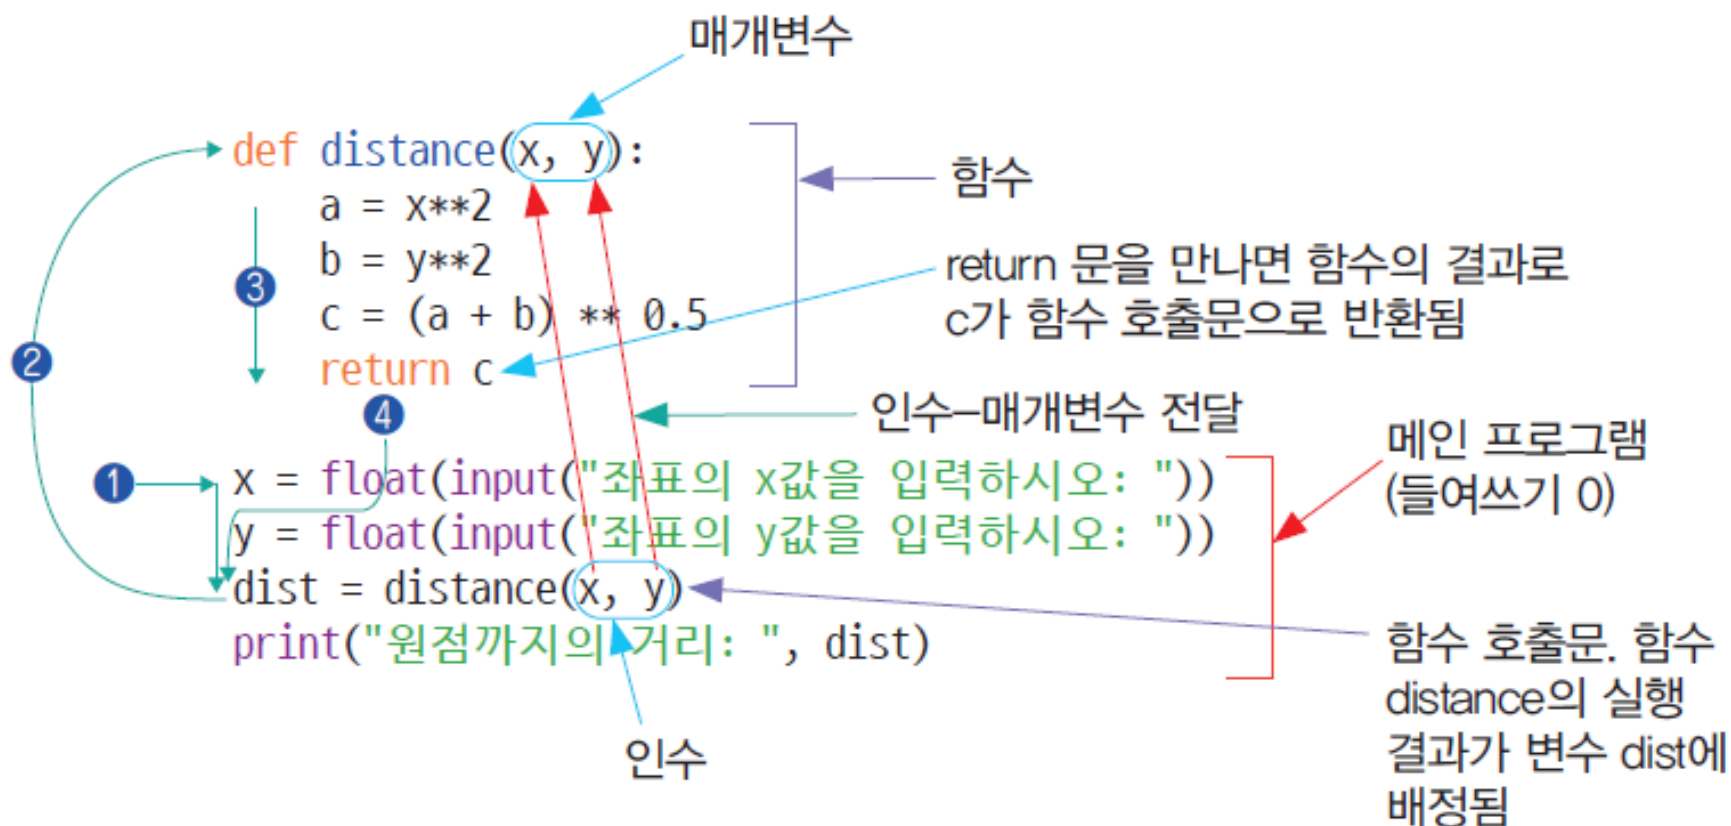 매개변수
def distance(x, y):
함수
a = x**2
b = y**2
return 문을 만나면 함수의 결과로
c가 함수 호출문으로 반환됨
3
c = (a + b) ** 0.5
2
return c
4
인수-매개변수 전달
메인 프로그램
(들여쓰기 0)
1
x = float(input("좌표의 x값을 입력하시오: "))
y = float(input("좌표의 y값을 입력하시오: "))
dist = distance(x, y)
print("원점까지의 거리: ", dist)
함수 호출문. 함수
distance의 실행
결과가 변수 dist에
배정됨
인수